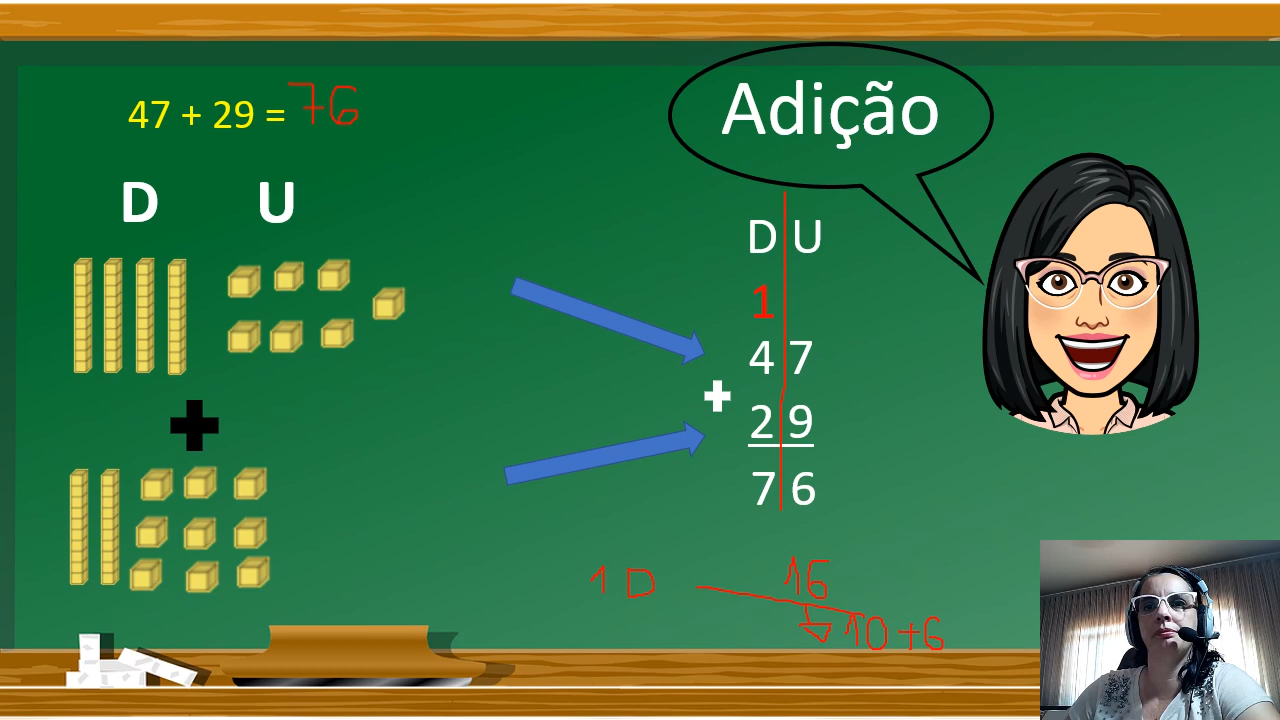 47 + 29 = 76
Adição
D U
D U
1
4 7
+
2 9
7 6
1 D
16
10 + 6